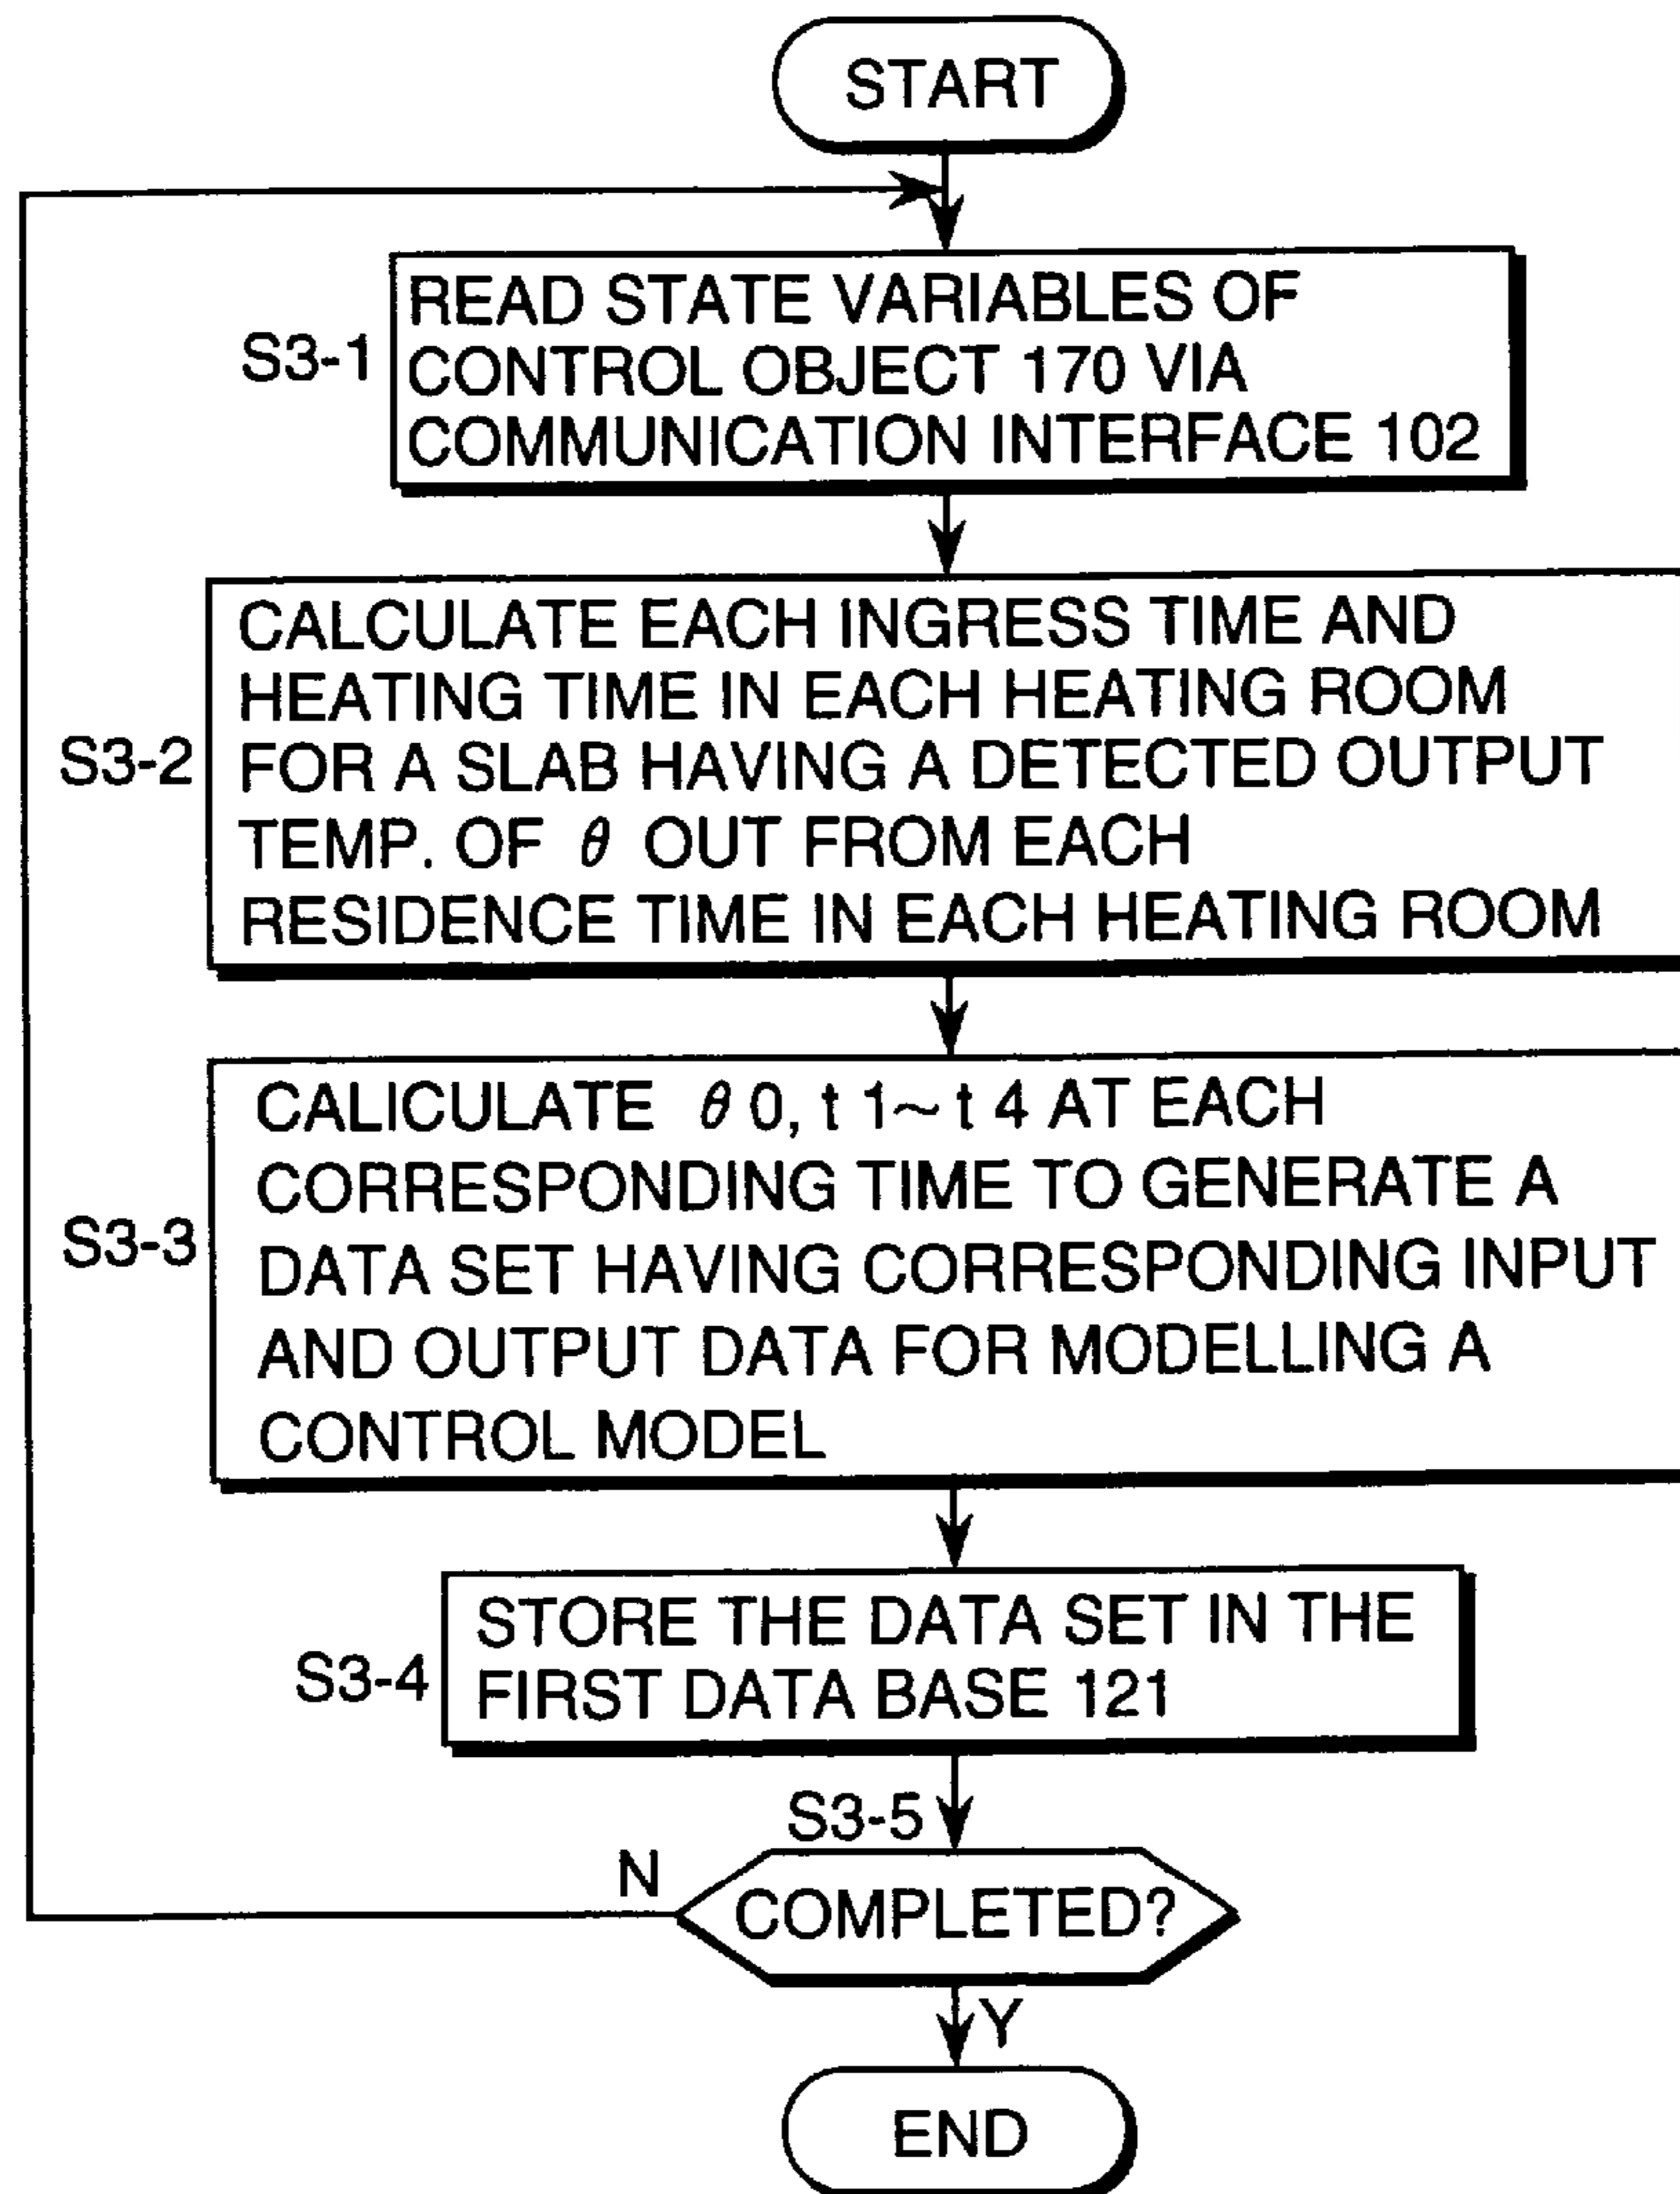 START
S3-1
READ STATE VARIABLES OF
CONTROL OBJECT 170 VIA
COMMUNICATION INTERFACE 102
S3-2
CALCULATE EACH INGRESS TIME AND
HEATING TIME IN EACH HEATING ROOM
FOR A SLAB HAVING A DETECTED OUTPUT
TEMP. OF θ OUT FROM EACH
RESIDENCE TIME IN EACH HEATING ROOM
S3-3
CALICULATE θ 0, t 1~ t 4 AT EACH
CORRESPONDING TIME TO GENERATE A
DATA SET HAVING CORRESPONDING INPUT
AND OUTPUT DATA FOR MODELLING A
CONTROL MODEL
S3-4
STORE THE DATA SET IN THE
FIRST DATA BASE 121
S3-5
N
COMPLETED?
Y
END